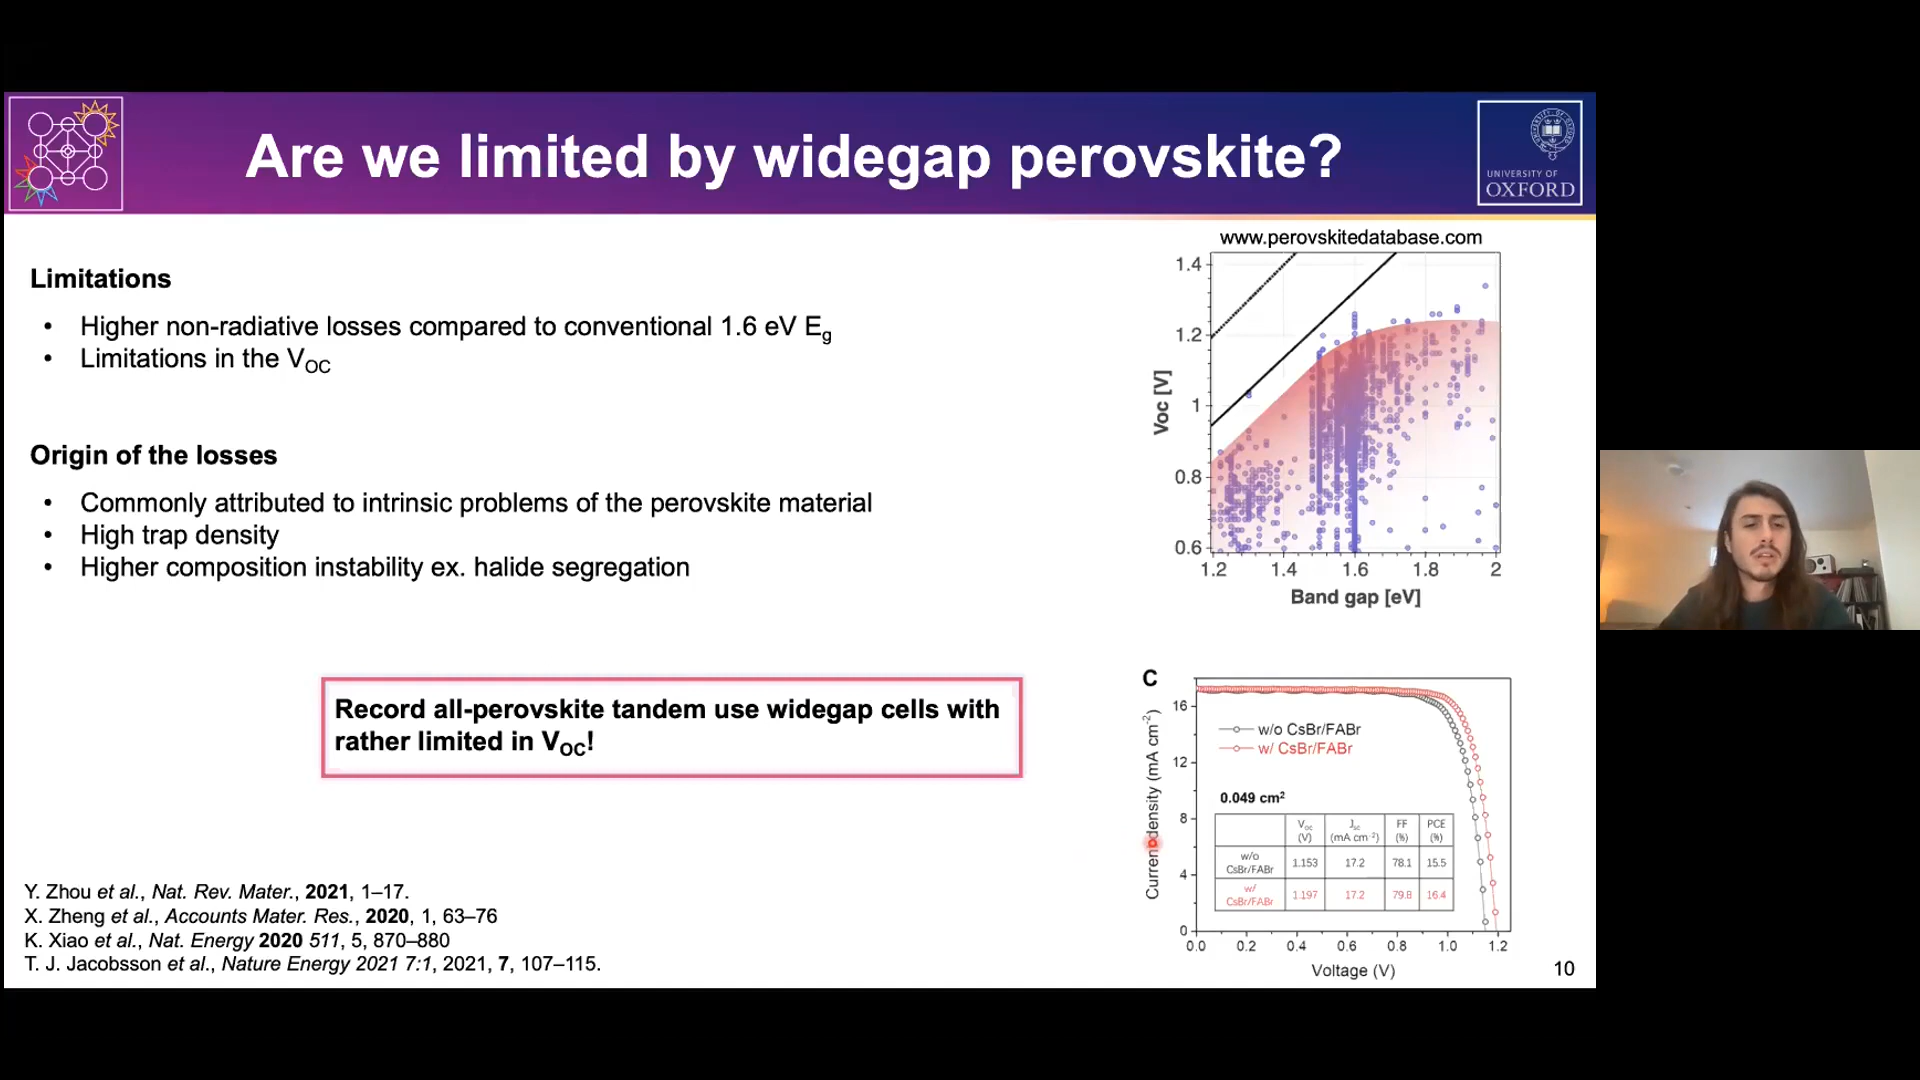 Are we limited by widegap perovskite?
UNIVERSITY OF
OXFORD
Limitations
• Higher non-radiative losses compared to conventional 1.6 eV Eg
• Limitations in the VOC
Origin of the losses
• Commonly attributed to intrinsic problems of the perovskite material
• High trap density
• Higher composition instability ex. halide segregation
Record all-perovskite tandem use widegap cells with
rather limited in VOC!
Y. Zhou et al., Nat. Rev. Mater., 2021, 1–17.
X. Zheng et al., Accounts Mater. Res., 2020, 1, 63–76
K. Xiao et al., Nat. Energy 2020 511, 5, 870–880
T. J. Jacobsson et al., Nature Energy 2021 7:1, 2021, 7, 107–115.
www.perovskitedatabase.com
Voc [V]
1.4
1.2
1
0.8
0.6
1.2 1.4 1.6 1.8 2
Band gap [eV]
C
Current density (mA cm-2)
16
12
8
4
0
w/o CsBr/FABr
w/ CsBr/FABr
0.049 cm2
Voc (V) Jsc (mA cm-2) FF (%) PCE (%)
w/o CsBr/FABr 1.153 17.2 78.1 15.5
w/ CsBr/FABr 1.197 17.2 79.8 16.4
0.0 0.2 0.4 0.6 0.8 1.0 1.2
Voltage (V)
10